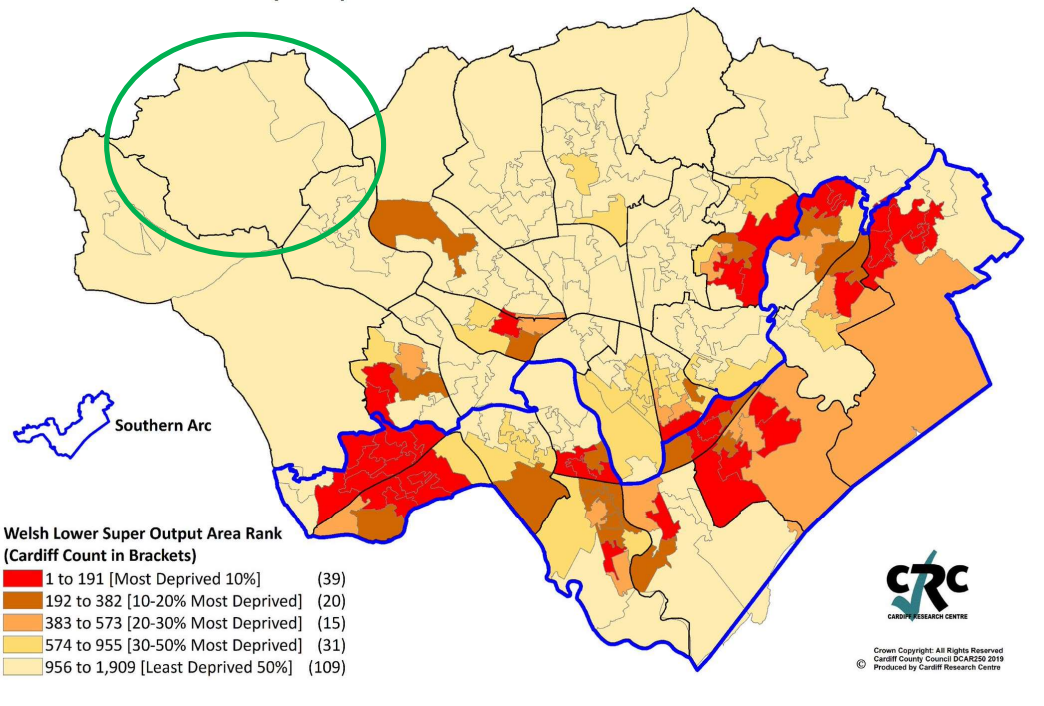 Southern Arc
Welsh Lower Super Output Area Rank
(Cardiff Count in Brackets)
1 to 191 [Most Deprived 10%] (39)
192 to 382 [10-20% Most Deprived] (20)
383 to 573 [20-30% Most Deprived] (15)
574 to 955 [30-50% Most Deprived] (31)
956 to 1,909 [Least Deprived 50%] (109)
CRC
CARDIFF RESEARCH CENTRE
Crown Copyright: All Rights Reserved
© Cardiff County Council DCAR250 2019
Produced by Cardiff Research Centre